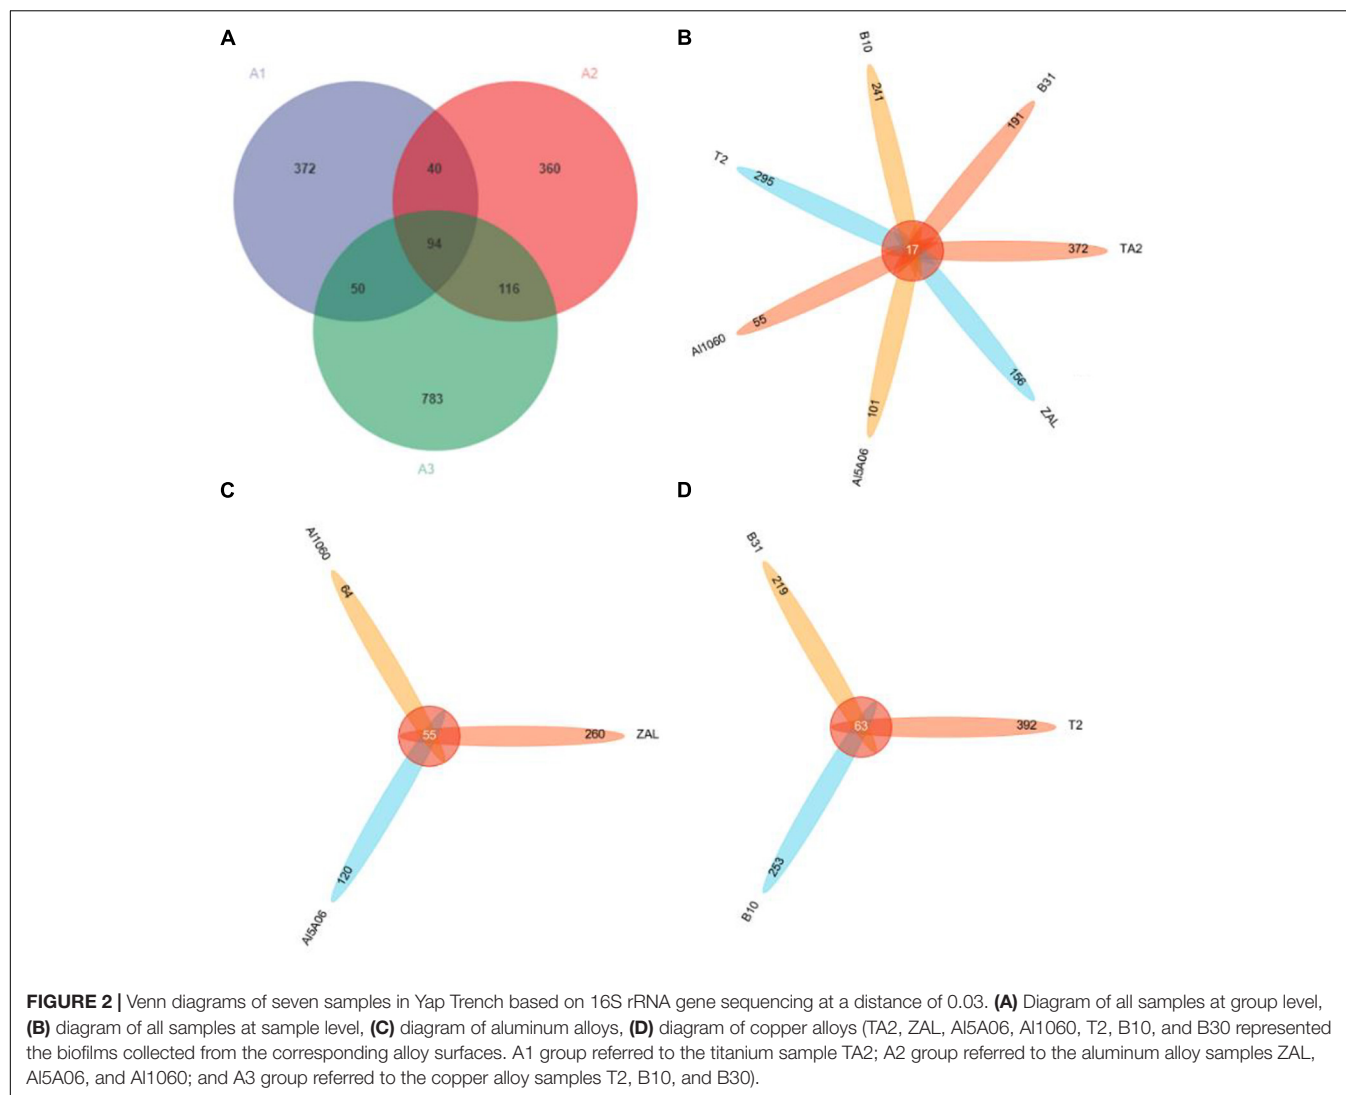 A
A1
A2
372
40
360
94
50
116
783
A3
B
B10
241
B31
191
T2
295
17
372
TA2
Al1060
55
156
ZAL
101
Al5A06
C
Al1060
64
55
260
ZAL
120
Al5A06
D
B31
219
63
392
T2
253
B10
FIGURE 2 | Venn diagrams of seven samples in Yap Trench based on 16S rRNA gene sequencing at a distance of 0.03. (A) Diagram of all samples at group level,
(B) diagram of all samples at sample level, (C) diagram of aluminum alloys, (D) diagram of copper alloys (TA2, ZAL, Al5A06, Al1060, T2, B10, and B30 represented
the biofilms collected from the corresponding alloy surfaces. A1 group referred to the titanium sample TA2; A2 group referred to the aluminum alloy samples ZAL,
Al5A06, and Al1060; and A3 group referred to the copper alloy samples T2, B10, and B30).